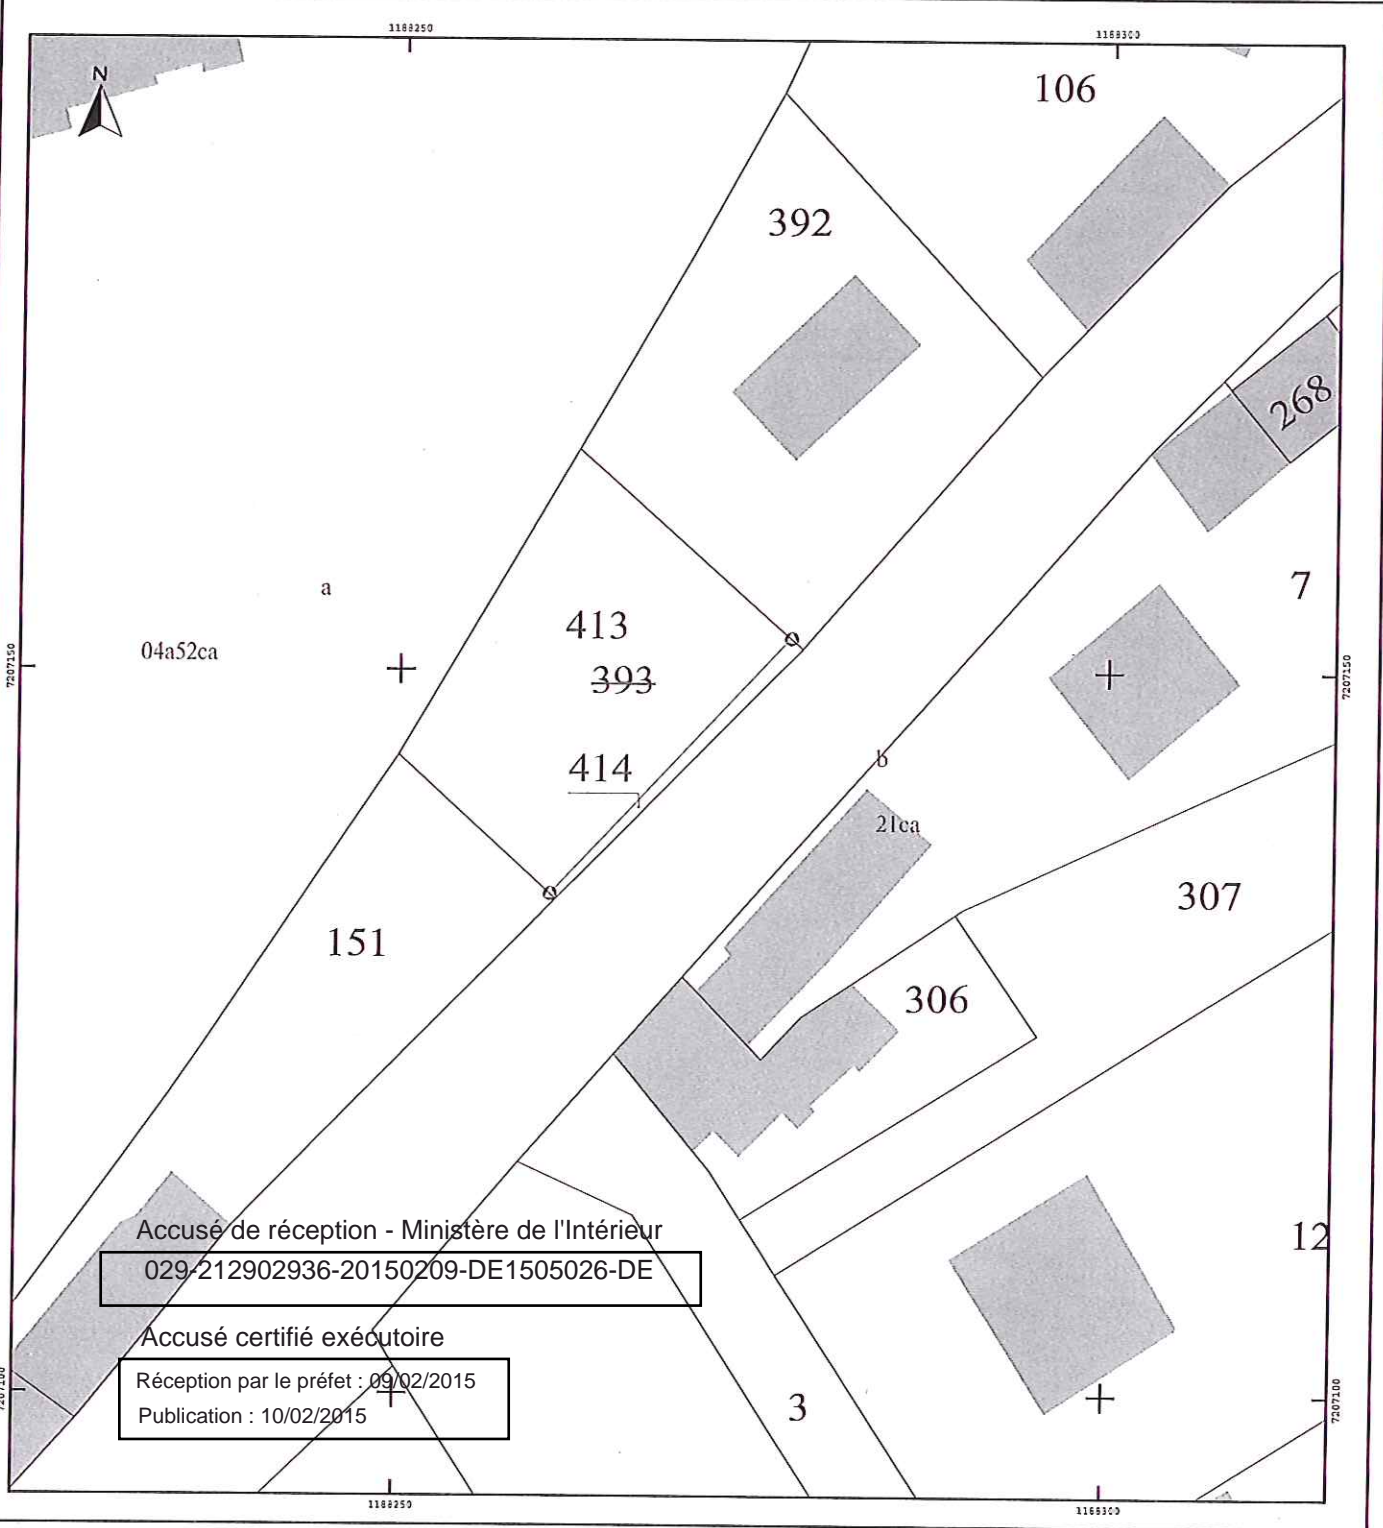 1188250
1188300
N
106
392
268
7
a
413
04a52ca
7207150
393
7207150
414
b
21ca
307
151
306
Accusé de réception - Ministère de l'Intérieur
029-212902936-20150209-DE1505026-DE
12
Accusé certifié exécutoire
Réception par le préfet : 09/02/2015
Publication : 10/02/2015
3
7207100
7207100
1188250
1188300